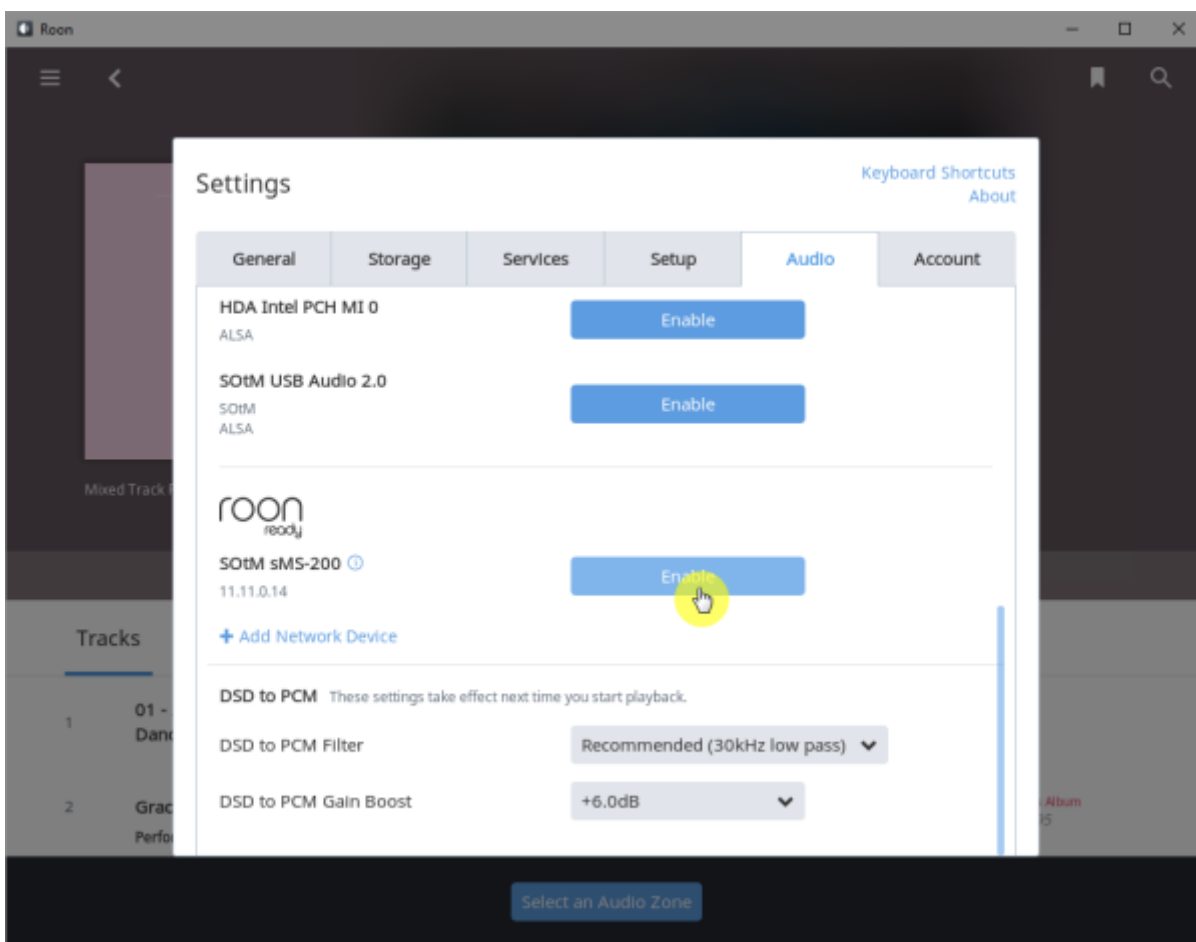 Roon
Settings
Keyboard Shortcuts
About
General Storage Services Setup Audio Account
HDA Intel PCH MI 0
Enable
ALSA
SOtM USB Audio 2.0
Enable
SOtM
ALSA
roon
ready
SOtM sMS-200
Enable
11.11.0.14
+ Add Network Device
DSD to PCM These settings take effect next time you start playback.
DSD to PCM Filter Recommended (30kHz low pass)
DSD to PCM Gain Boost +6.0dB
Mixed Track
Tracks
1
01 -
Danc
2
Grac
Perfo
Album
95
Select an Audio Zone